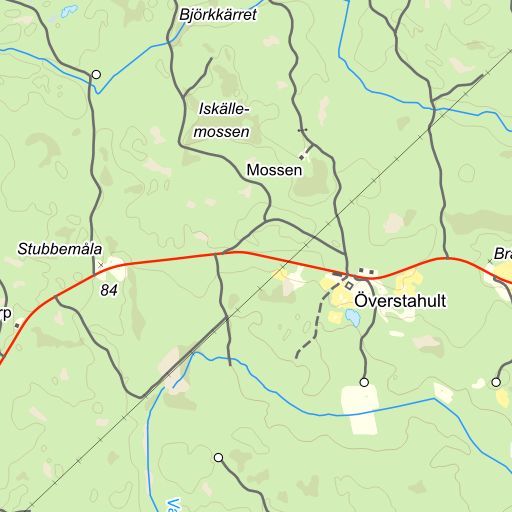 Björkkärret
Iskälle-
mossen
Mossen
Stubbemåla
84
Överstahult